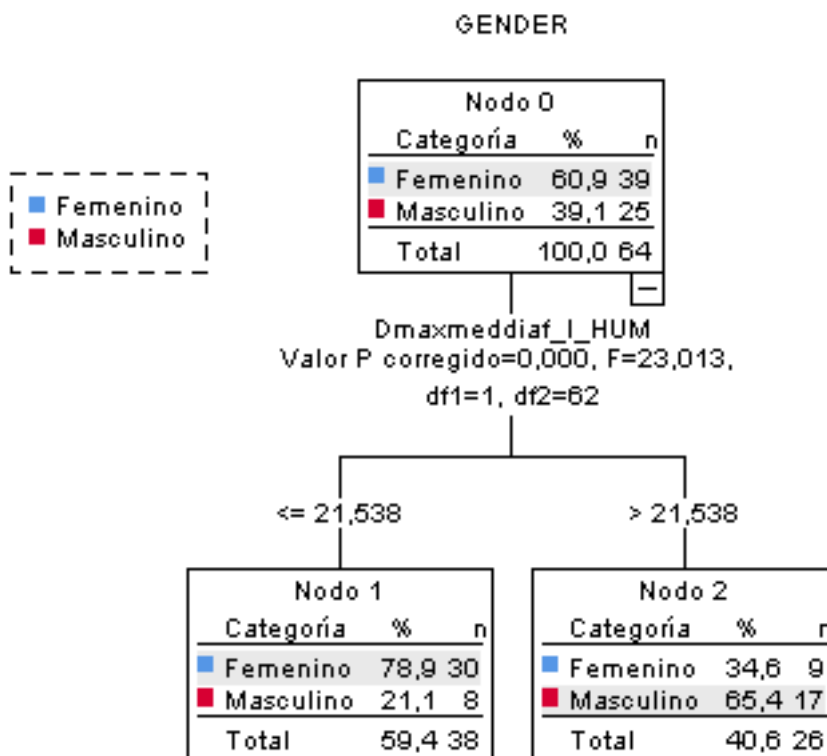 GENDER
Nodo 0
Categoría % n
Femenino 60,9 39
Masculino 39,1 25
Total 100,0 64
Femenino
Masculino
Dmaxmeddiaf_I_HUM
Valor P corregido=0,000, F=23,013,
df1=1, df2=62
<= 21,538
> 21,538
Nodo 1
Categoría % n
Femenino 78,9 30
Masculino 21,1 8
Total 59,4 38
Nodo 2
Categoría % n
Femenino 34,6 9
Masculino 65,4 17
Total 40,6 26